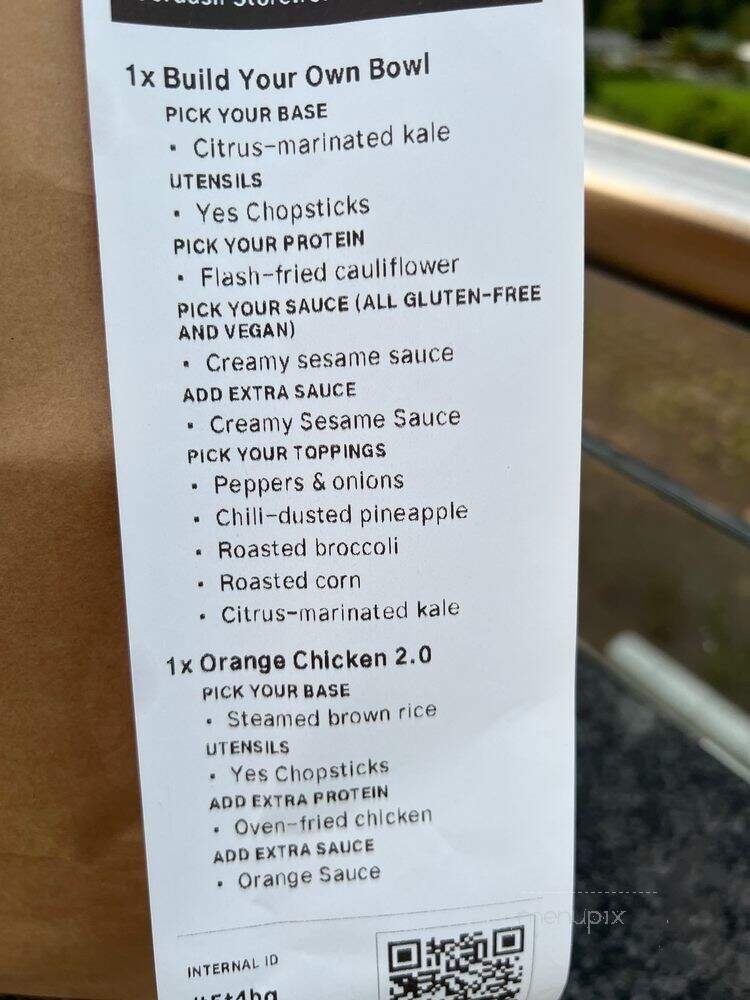 1x Build Your Own Bowl
PICK YOUR BASE
• Citrus-marinated kale
UTENSILS
• Yes Chopsticks
PICK YOUR PROTEIN
• Flash-fried cauliflower
PICK YOUR SAUCE (ALL GLUTEN-FREE
AND VEGAN)
• Creamy sesame sauce
ADD EXTRA SAUCE
• Creamy Sesame Sauce
PICK YOUR TOPPINGS
• Peppers & onions
• Chili-dusted pineapple
• Roasted broccoli
• Roasted corn
• Citrus-marinated kale
1x Orange Chicken 2.0
PICK YOUR BASE
• Steamed brown rice
UTENSILS
• Yes Chopsticks
ADD EXTRA PROTEIN
• Oven-fried chicken
ADD EXTRA SAUCE
• Orange Sauce
menupix
INTERNAL ID